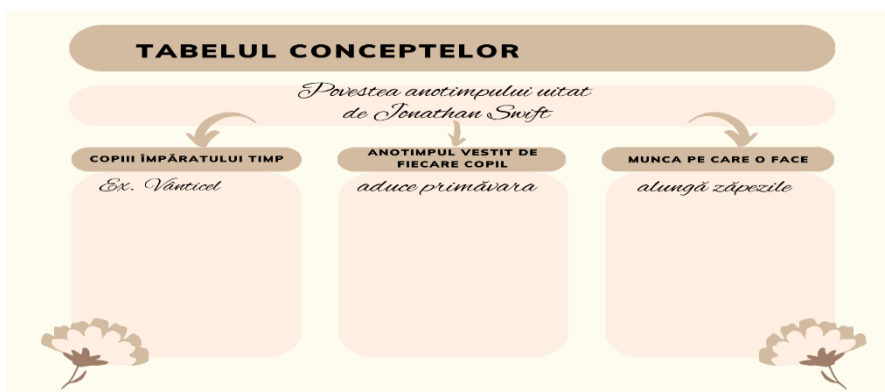 TABELUL CONCEPTELOR
Povestea anotimpului uitat
de Jonathan Swift
COPIII ÎMPĂRATULUI TIMP
ANOTIMPUL VESTIT DE
FIECARE COPIL
MUNCA PE CARE O FACE
Ex. Vânticel
aduce primăvara
alungă zăpezile